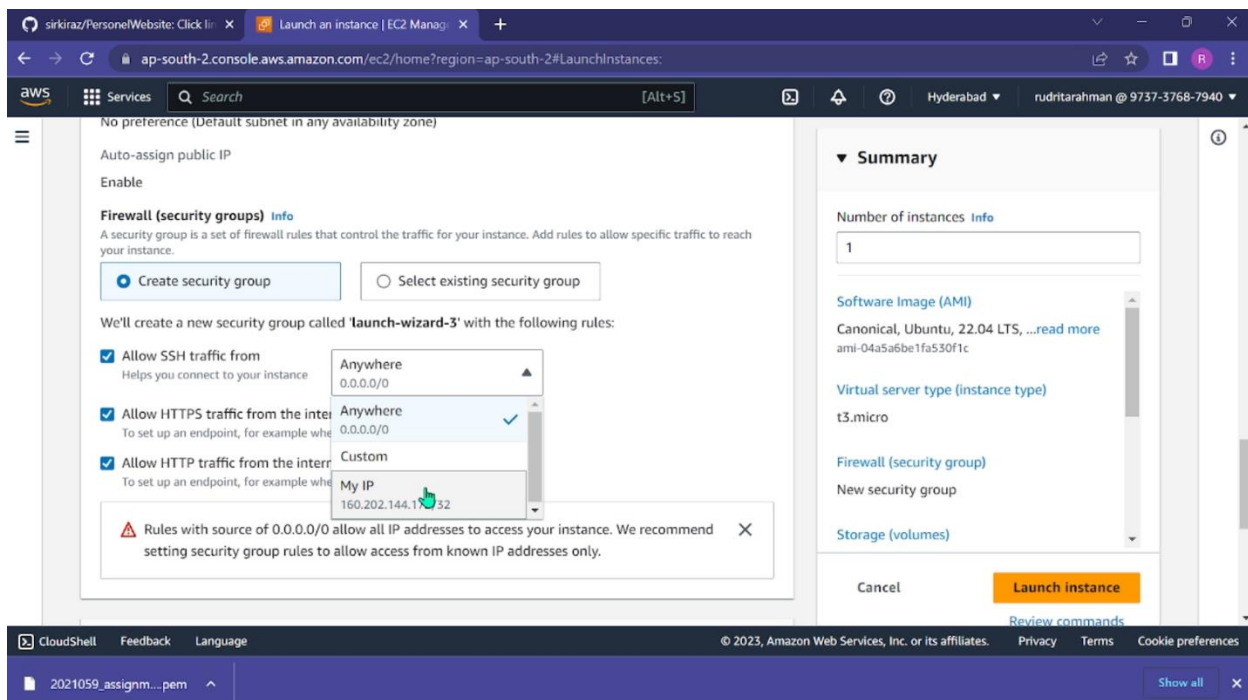 sirkiraz/PersonelWebsite: Click lin
Launch an instance | EC2 Manag
ap-south-2.console.aws.amazon.com/ec2/home?region=ap-south-2#LaunchInstances:
R
aws
Services
Search
[Alt+S]
Hyderabad
rudritarahman @ 9737-3768-7940
No preference (Default subnet in any availability zone)
Auto-assign public IP
Enable
Firewall (security groups) Info
A security group is a set of firewall rules that control the traffic for your instance. Add rules to allow specific traffic to reach
your instance.
Create security group
Select existing security group
We'll create a new security group called 'launch-wizard-3' with the following rules:
Allow SSH traffic from
Helps you connect to your instance
Anywhere
0.0.0.0/0
Allow HTTPS traffic from the inter
To set up an endpoint, for example whe
Allow HTTP traffic from the intern
To set up an endpoint, for example whe
Anywhere
0.0.0.0/0
Custom
My IP
Rules with source of 0.0.0.0/0 allow all IP addresses to access your instance. We recommend
setting security group rules to allow access from known IP addresses only.
Summary
Number of instances Info
1
Software Image (AMI)
Canonical, Ubuntu, 22.04 LTS, ...read more
ami-04a5a6be1fa530f1c
Virtual server type (instance type)
t3.micro
Firewall (security group)
New security group
Storage (volumes)
Cancel
Launch instance
Review commands
CloudShell
Feedback
Language
© 2023, Amazon Web Services, Inc. or its affiliates.
Privacy
Terms
Cookie preferences
2021059_assignm....pem
Show all